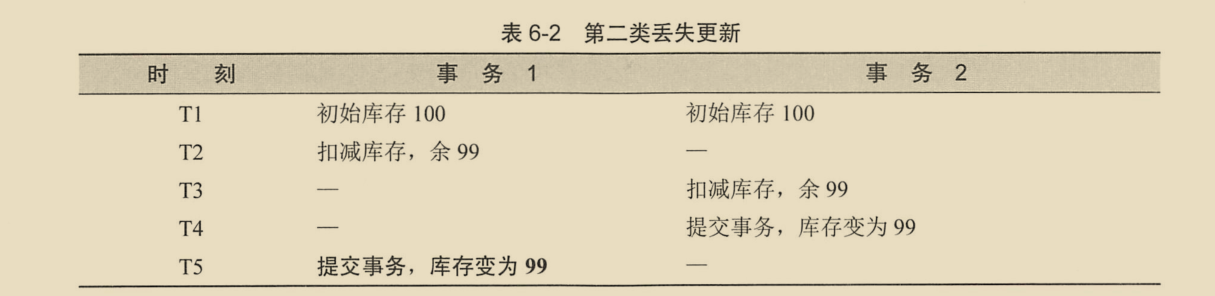 表 6-2 第二类丢失更新
时 刻 事 务 1 事 务 2
T1 初始库存 100 初始库存 100
T2 扣减库存，余 99 —
T3 — 扣减库存，余 99
T4 — 提交事务，库存变为 99
T5 提交事务，库存变为 99 —